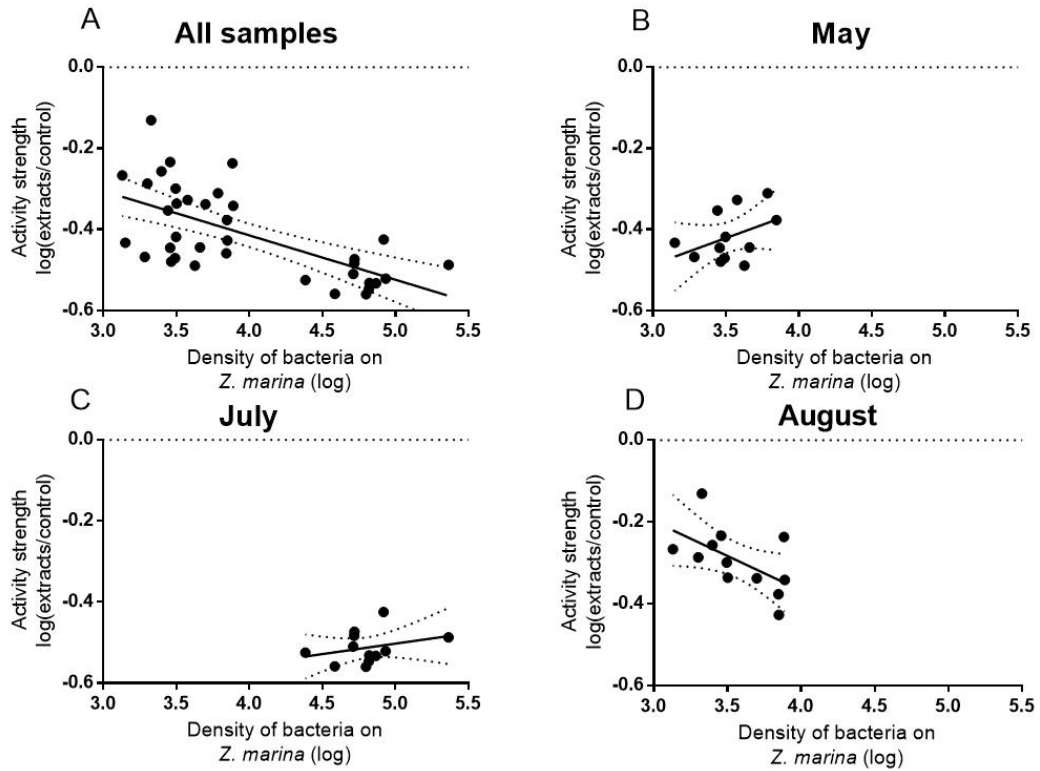 A
All samples
Activity strength
log(extracts/control)
0.0
-0.2
-0.4
-0.6
3.0 3.5 4.0 4.5 5.0 5.5
Density of bacteria on
Z. marina (log)
B
May
Activity strength
log(extracts/control)
0.0
-0.2
-0.4
-0.6
3.0 3.5 4.0 4.5 5.0 5.5
Density of bacteria on
Z. marina (log)
C
July
Activity strength
log(extracts/control)
0.0
-0.2
-0.4
-0.6
3.0 3.5 4.0 4.5 5.0 5.5
Density of bacteria on
Z. marina (log)
D
August
Activity strength
log(extracts/control)
0.0
-0.2
-0.4
-0.6
3.0 3.5 4.0 4.5 5.0 5.5
Density of bacteria on
Z. marina (log)